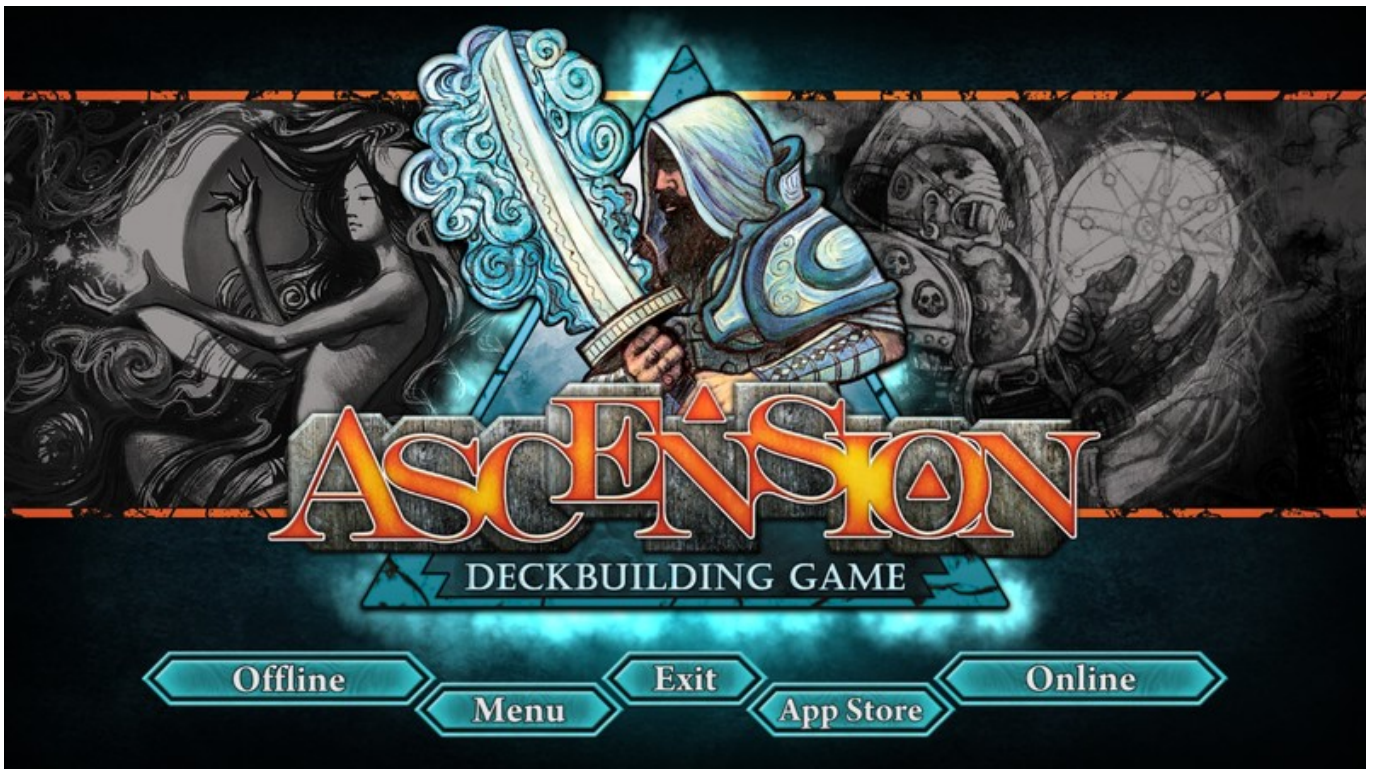 ASCENSION
DECKBUILDING GAME
Offline
Menu
Exit
App Store
Online